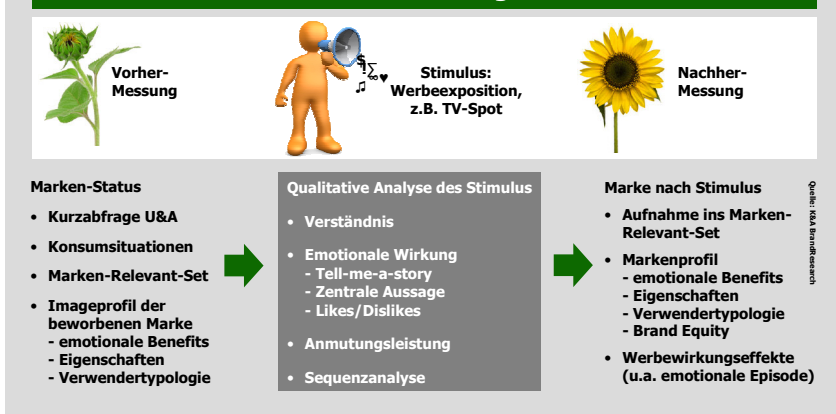 Vorher-
Messung
Stimulus:
Werbeexposition,
z.B. TV-Spot
Nachher-
Messung
Marken-Status
• Kurzabfrage U&A
• Konsumsituationen
• Marken-Relevant-Set
• Imageprofil der
beworbenen Marke
- emotionale Benefits
- Eigenschaften
- Verwendertypologie
Qualitative Analyse des Stimulus
• Verständnis
• Emotionale Wirkung
- Tell-me-a-story
- Zentrale Aussage
- Likes/Dislikes
• Anmutungsleistung
• Sequenzanalyse
Marke nach Stimulus
• Aufnahme ins Marken-
Relevant-Set
• Markenprofil
- emotionale Benefits
- Eigenschaften
- Verwendertypologie
- Brand Equity
• Werbewirkungseffekte
(u.a. emotionale Episode)
Quelle: K&A BrandResearch